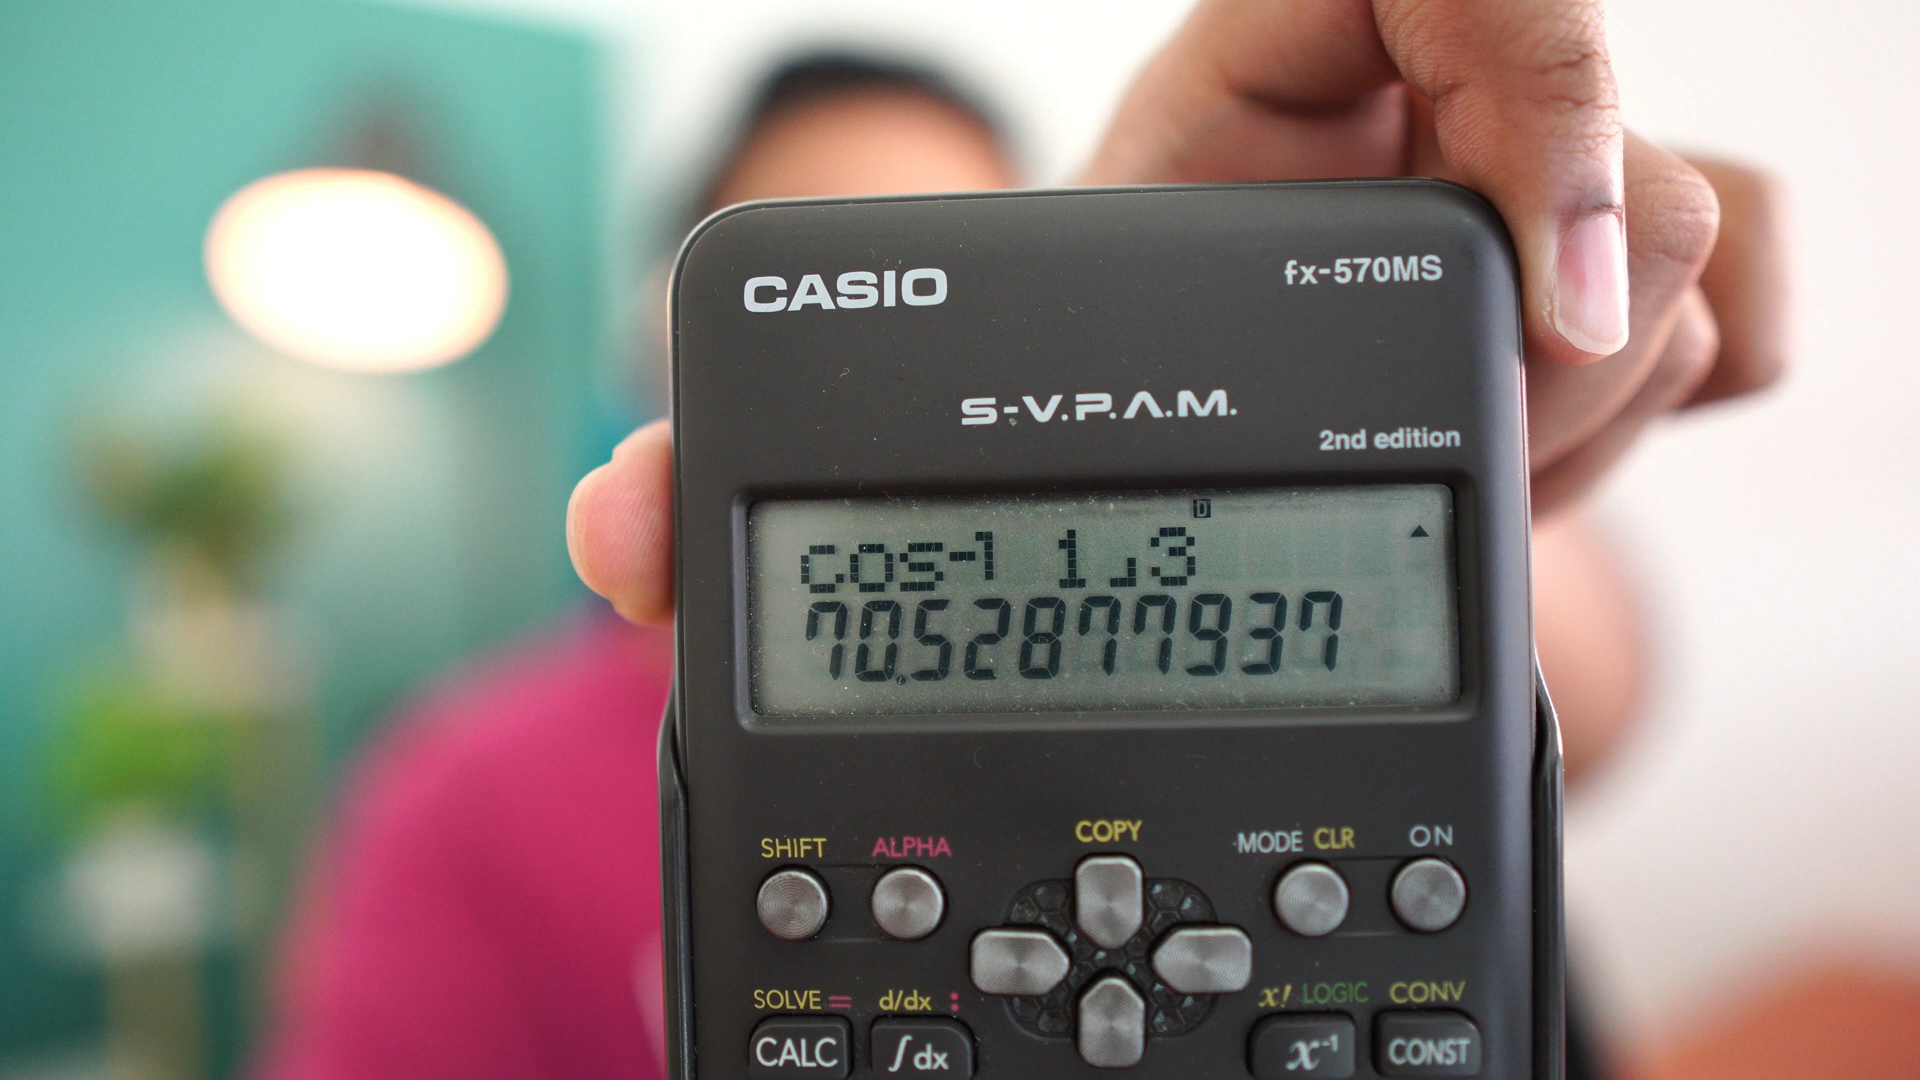 CASIO fx-570MS
S-V.P.A.M.
2nd edition
D
cos-1 1⌟3
70.52877937
SHIFT ALPHA COPY MODE CLR ON
SOLVE = d/dx : x! LOGIC CONV
CALC ∫dx x⁻¹ CONST